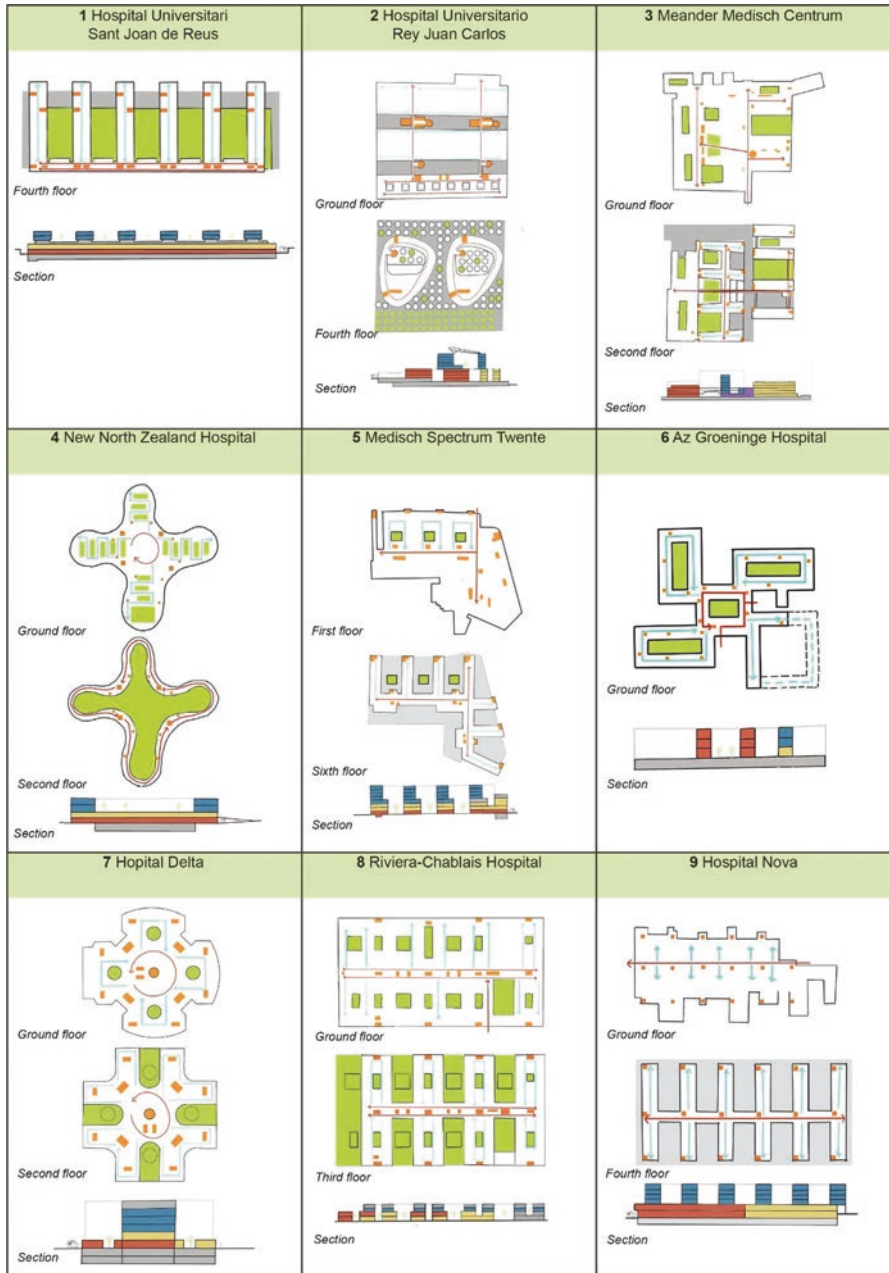 1 Hospital Universitari
Sant Joan de Reus
2 Hospital Universitario
Rey Juan Carlos
3 Meander Medisch Centrum
Fourth floor
Section
Ground floor
Fourth floor
Section
Ground floor
Second floor
Section
4 New North Zealand Hospital
5 Medisch Spectrum Twente
6 Az Groeninge Hospital
Ground floor
Second floor
Section
First floor
Sixth floor
Section
Ground floor
Section
7 Hopital Delta
8 Riviera-Chablais Hospital
9 Hospital Nova
Ground floor
Second floor
Section
Ground floor
Third floor
Section
Ground floor
Fourth floor
Section